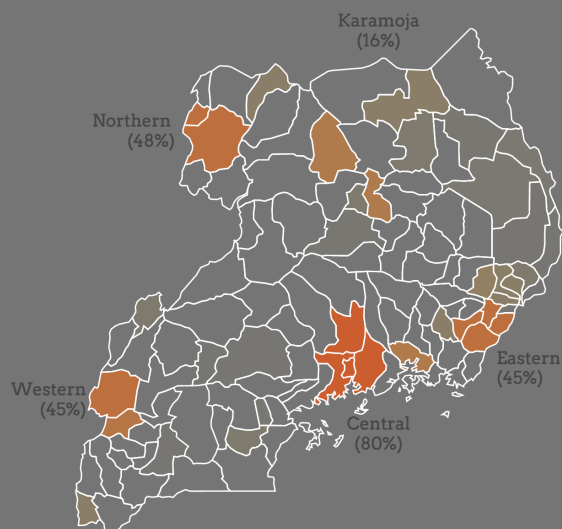 Karamoja
(16%)
Northern
(48%)
Eastern
(45%)
Western
(45%)
Central
(80%)